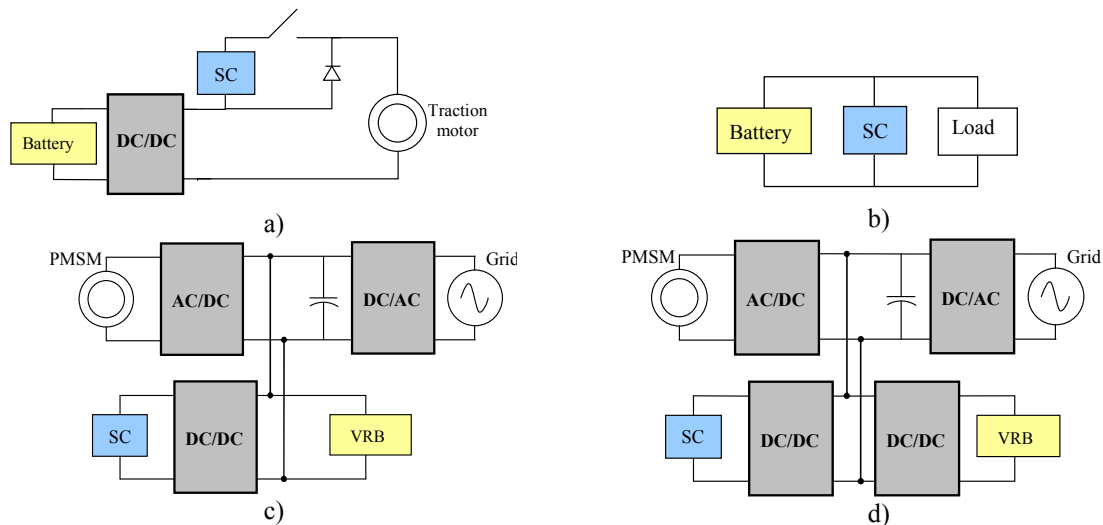 SC
Battery
DC/DC
Traction
motor
a)
Battery
SC
Load
b)
PMSM
AC/DC
DC/AC
Grid
SC
DC/DC
VRB
c)
PMSM
AC/DC
DC/AC
Grid
SC
DC/DC
DC/DC
VRB
d)